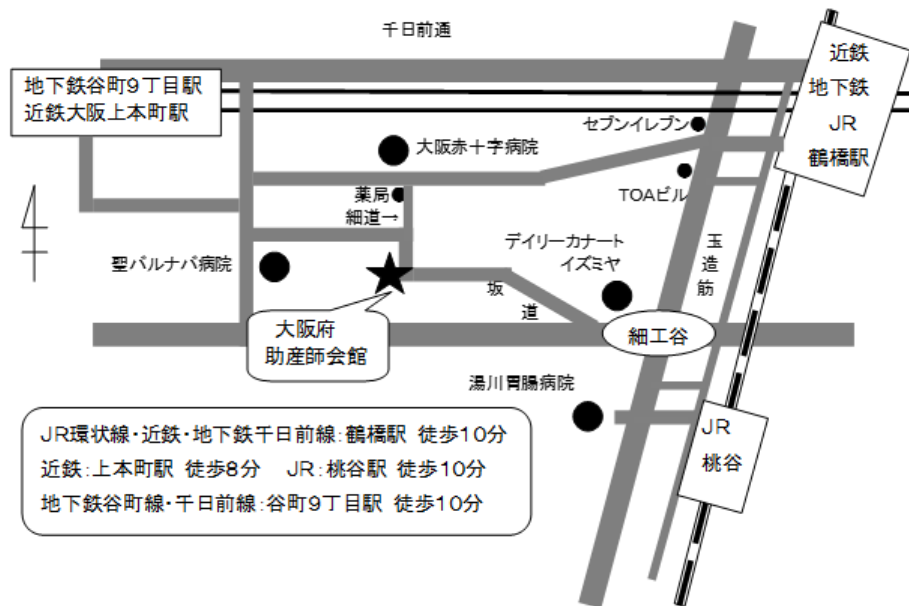 千日前通
近鉄
地下鉄
JR
鶴橋駅
地下鉄谷町9丁目駅
近鉄大阪上本町駅
セブンイレブン
大阪赤十字病院
薬局
細道→
TOAビル
デイリーカナート
イズミヤ
玉造筋
聖バルナバ病院
坂道
大阪府
助産師会館
細工谷
湯川胃腸病院
JR
桃谷
JR環状線・近鉄・地下鉄千日前線:鶴橋駅 徒歩10分
近鉄:上本町駅 徒歩8分 JR:桃谷駅 徒歩10分
地下鉄谷町線・千日前線:谷町9丁目駅 徒歩10分